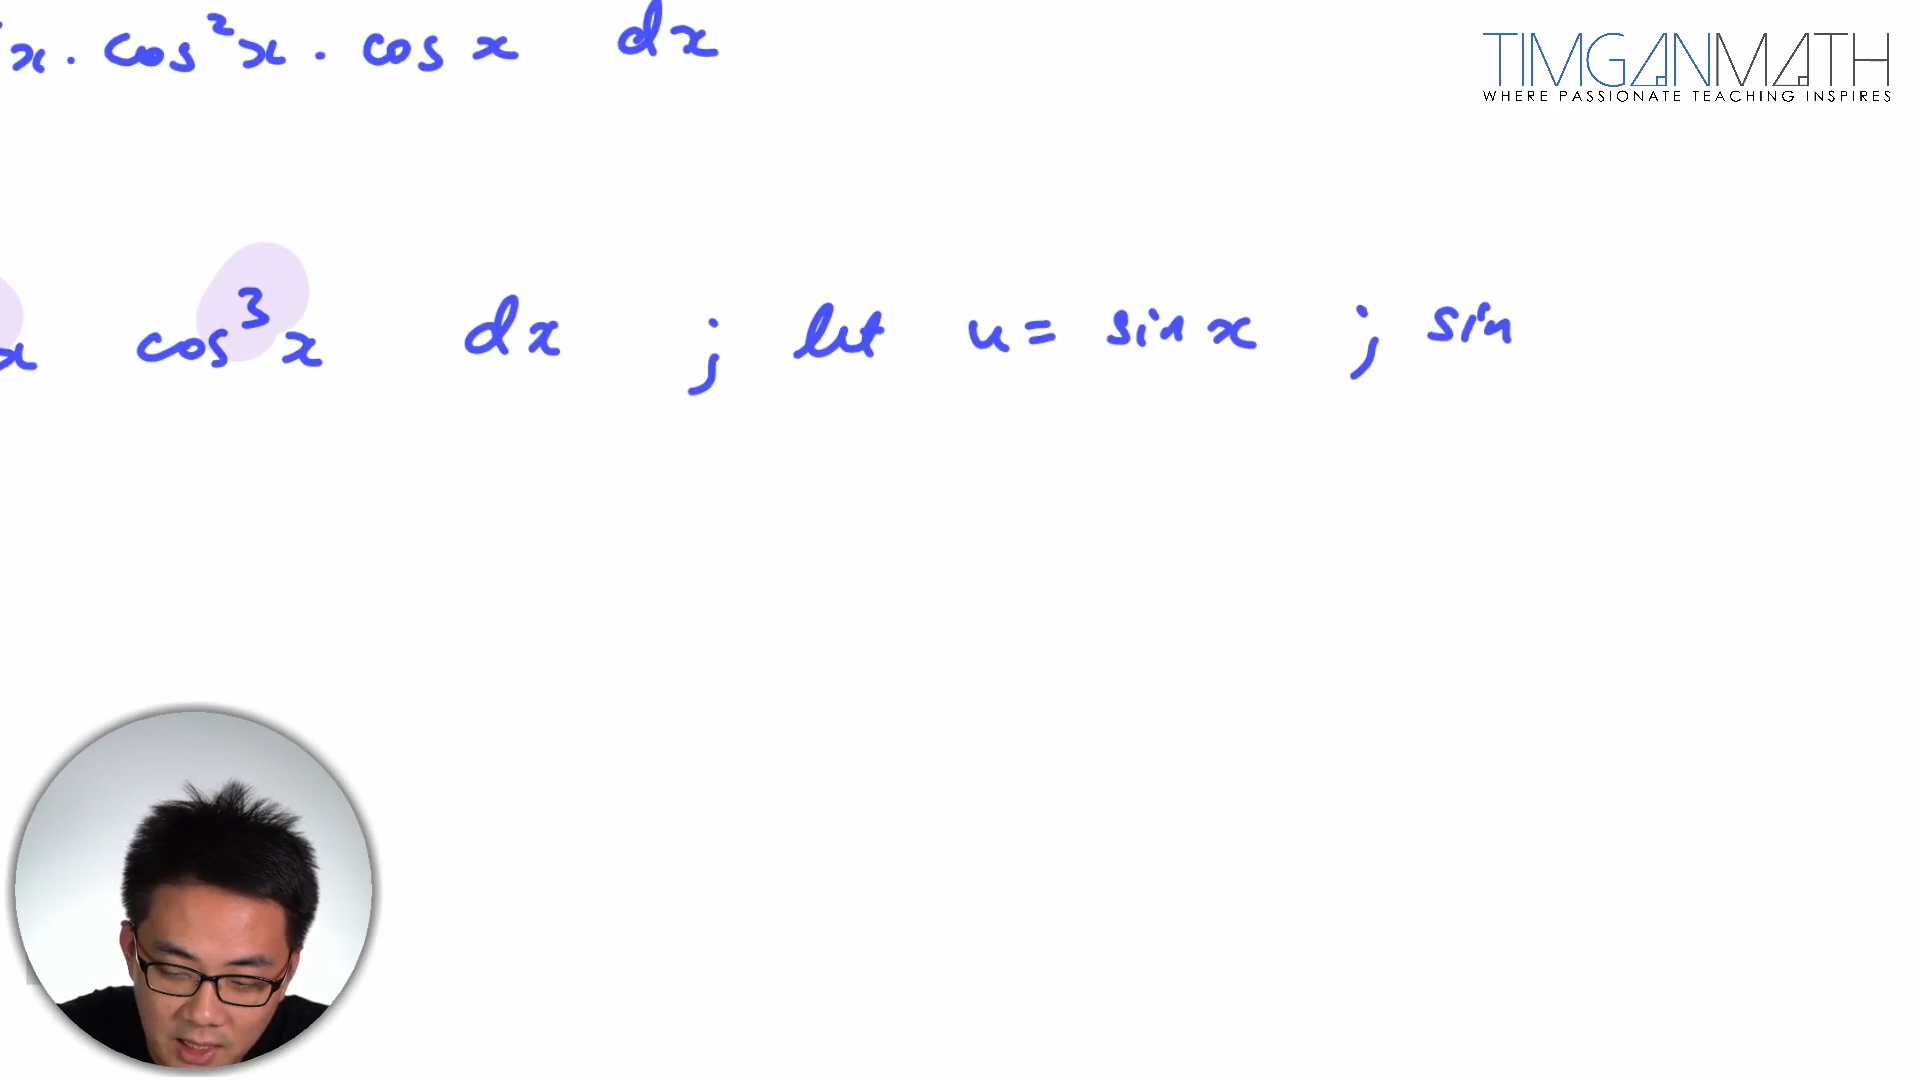 x . cos²x . cos x dx
TIMGANMATH
WHERE PASSIONATE TEACHING INSPIRES
x cos³x dx ; let u = sin x ; sin